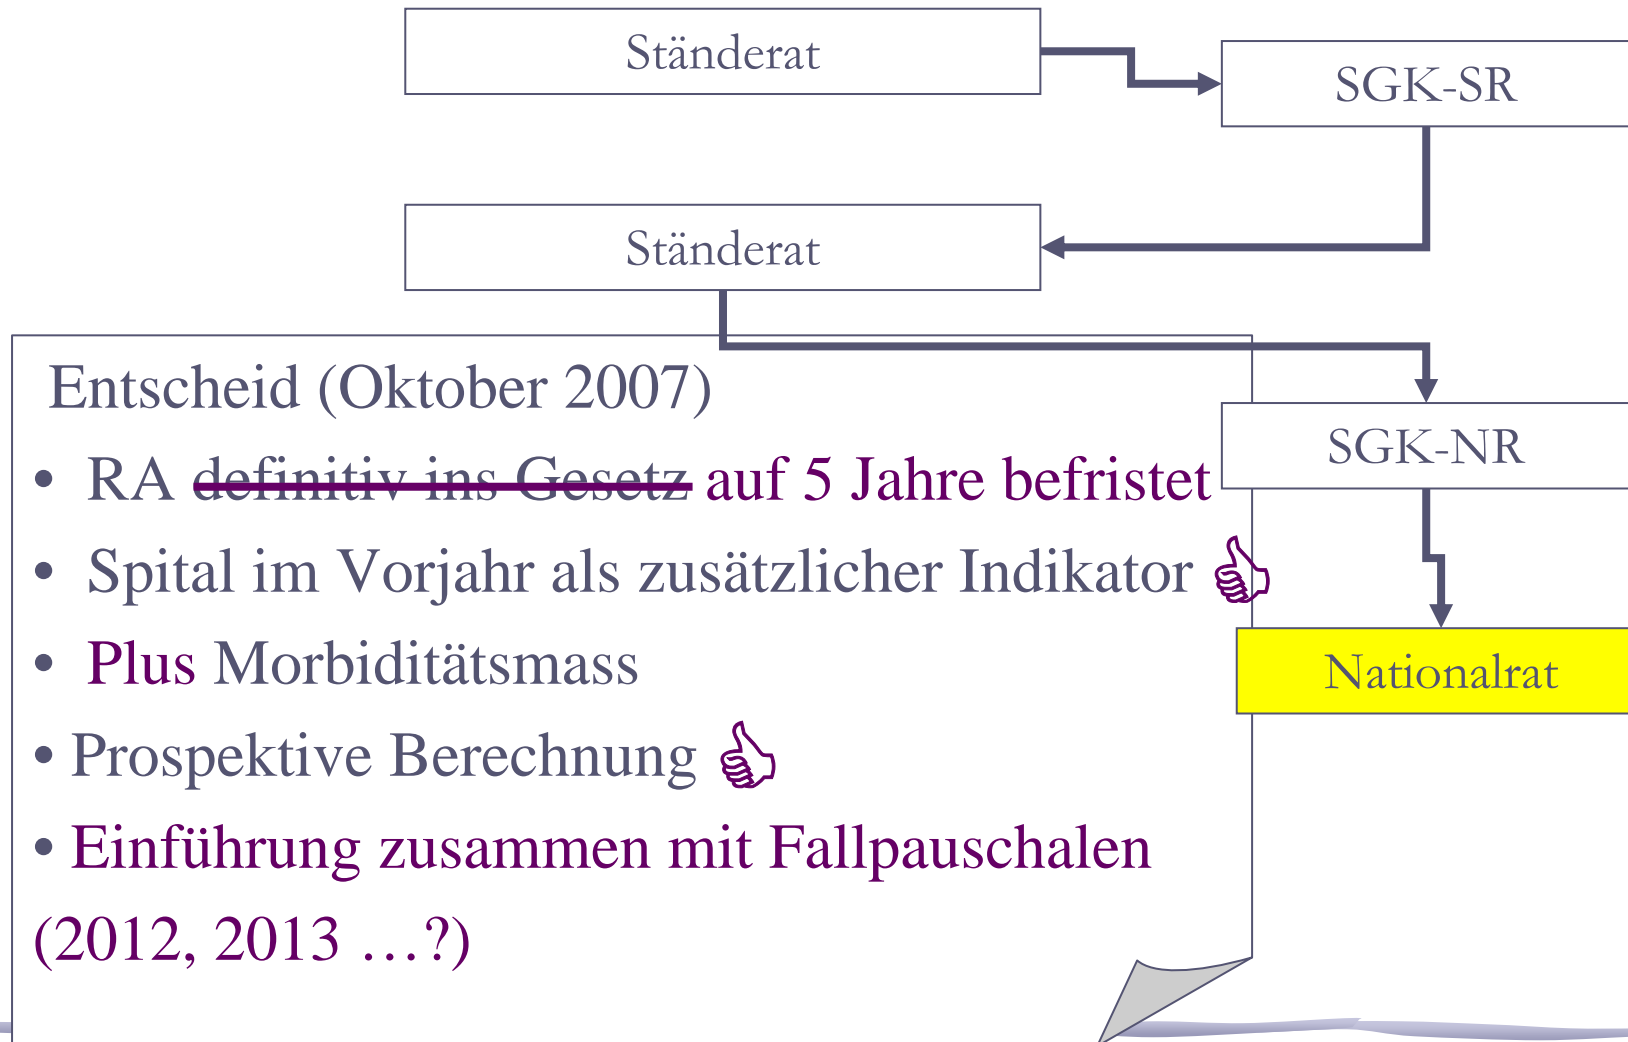 Ständerat
SGK-SR
Ständerat
Entscheid (Oktober 2007)
SGK-NR
• RA definitiv ins Gesetz auf 5 Jahre befristet
• Spital im Vorjahr als zusätzlicher Indikator 👍
• Plus Morbiditätsmass
Nationalrat
• Prospektive Berechnung 👍
• Einführung zusammen mit Fallpauschalen
(2012, 2013 …?)